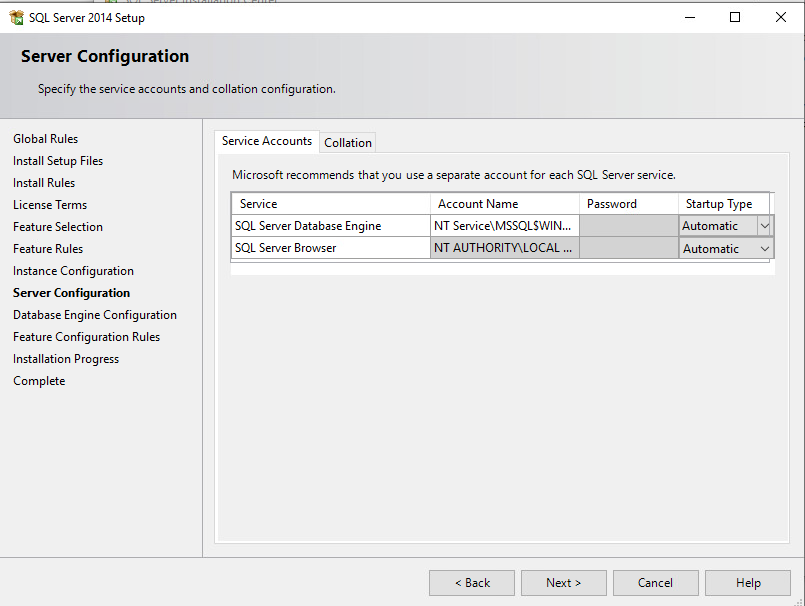 SQL Server 2014 Setup
Server Configuration
Specify the service accounts and collation configuration.
Global Rules
Install Setup Files
Install Rules
License Terms
Feature Selection
Feature Rules
Instance Configuration
Server Configuration
Database Engine Configuration
Feature Configuration Rules
Installation Progress
Complete
Service Accounts Collation
Microsoft recommends that you use a separate account for each SQL Server service.
Service Account Name Password Startup Type
SQL Server Database Engine NT Service\MSSQL$WIN... Automatic
SQL Server Browser NT AUTHORITY\LOCAL ... Automatic
< Back Next > Cancel Help